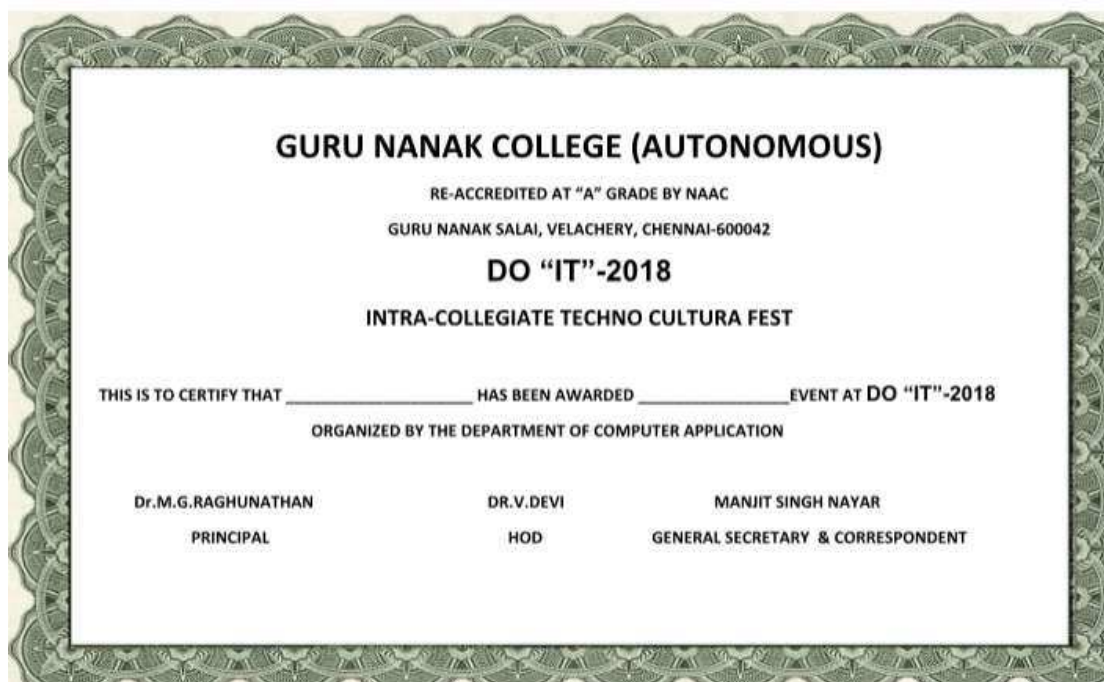 GURU NANAK COLLEGE (AUTONOMOUS)
RE-ACCREDITED AT “A” GRADE BY NAAC
GURU NANAK SALAI, VELACHERY, CHENNAI-600042
DO “IT”-2018
INTRA-COLLEGIATE TECHNO CULTURA FEST
THIS IS TO CERTIFY THAT ______________________ HAS BEEN AWARDED __________________EVENT AT DO “IT”-2018
ORGANIZED BY THE DEPARTMENT OF COMPUTER APPLICATION
Dr.M.G.RAGHUNATHAN DR.V.DEVI MANJIT SINGH NAYAR
PRINCIPAL HOD GENERAL SECRETARY & CORRESPONDENT